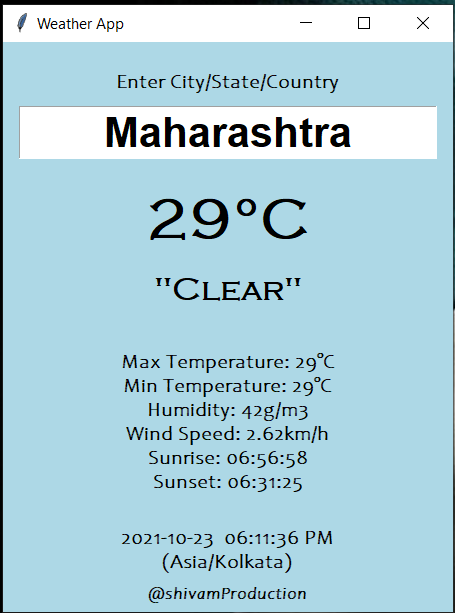 Weather App
Enter City/State/Country
Maharashtra
29°C
"Clear"
Max Temperature: 29°C
Min Temperature: 29°C
Humidity: 42g/m3
Wind Speed: 2.62km/h
Sunrise: 06:56:58
Sunset: 06:31:25
2021-10-23 06:11:36 PM
(Asia/Kolkata)
@shivamProduction